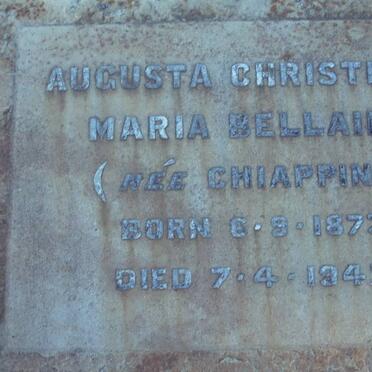 AUGUSTA CHRISTI
MARIA BELLAI
(NÉE CHIAPPIN
BORN 6·9·187
DIED 7·4·194